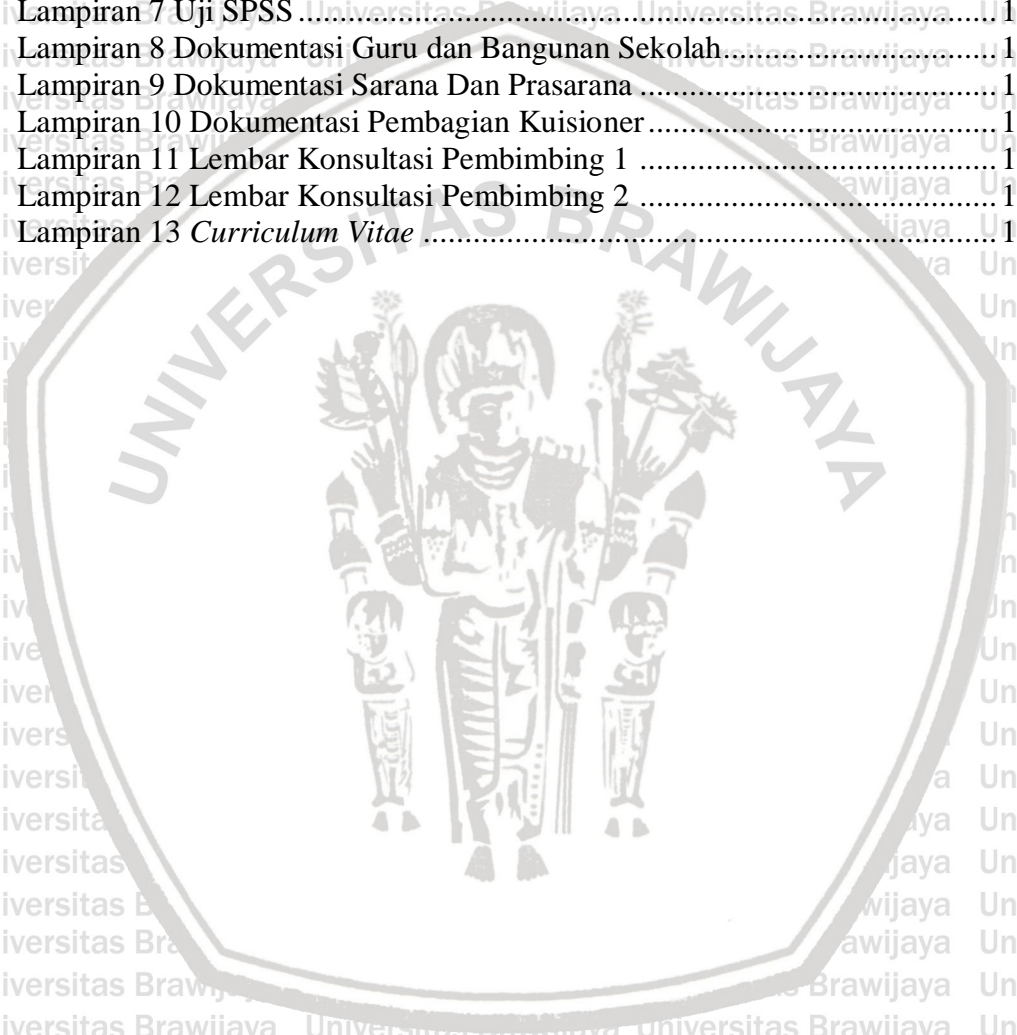 Lampiran 7 Uji SPSS ........................................................................................ 1
Lampiran 8 Dokumentasi Guru dan Bangunan Sekolah................................... 1
Lampiran 9 Dokumentasi Sarana Dan Prasarana ............................................. 1
Lampiran 10 Dokumentasi Pembagian Kuisioner............................................ 1
Lampiran 11 Lembar Konsultasi Pembimbing 1 ............................................. 1
Lampiran 12 Lembar Konsultasi Pembimbing 2 ............................................. 1
Lampiran 13 Curriculum Vitae ......................................................................... 1
UNIVERSITAS BRAWIJAYA